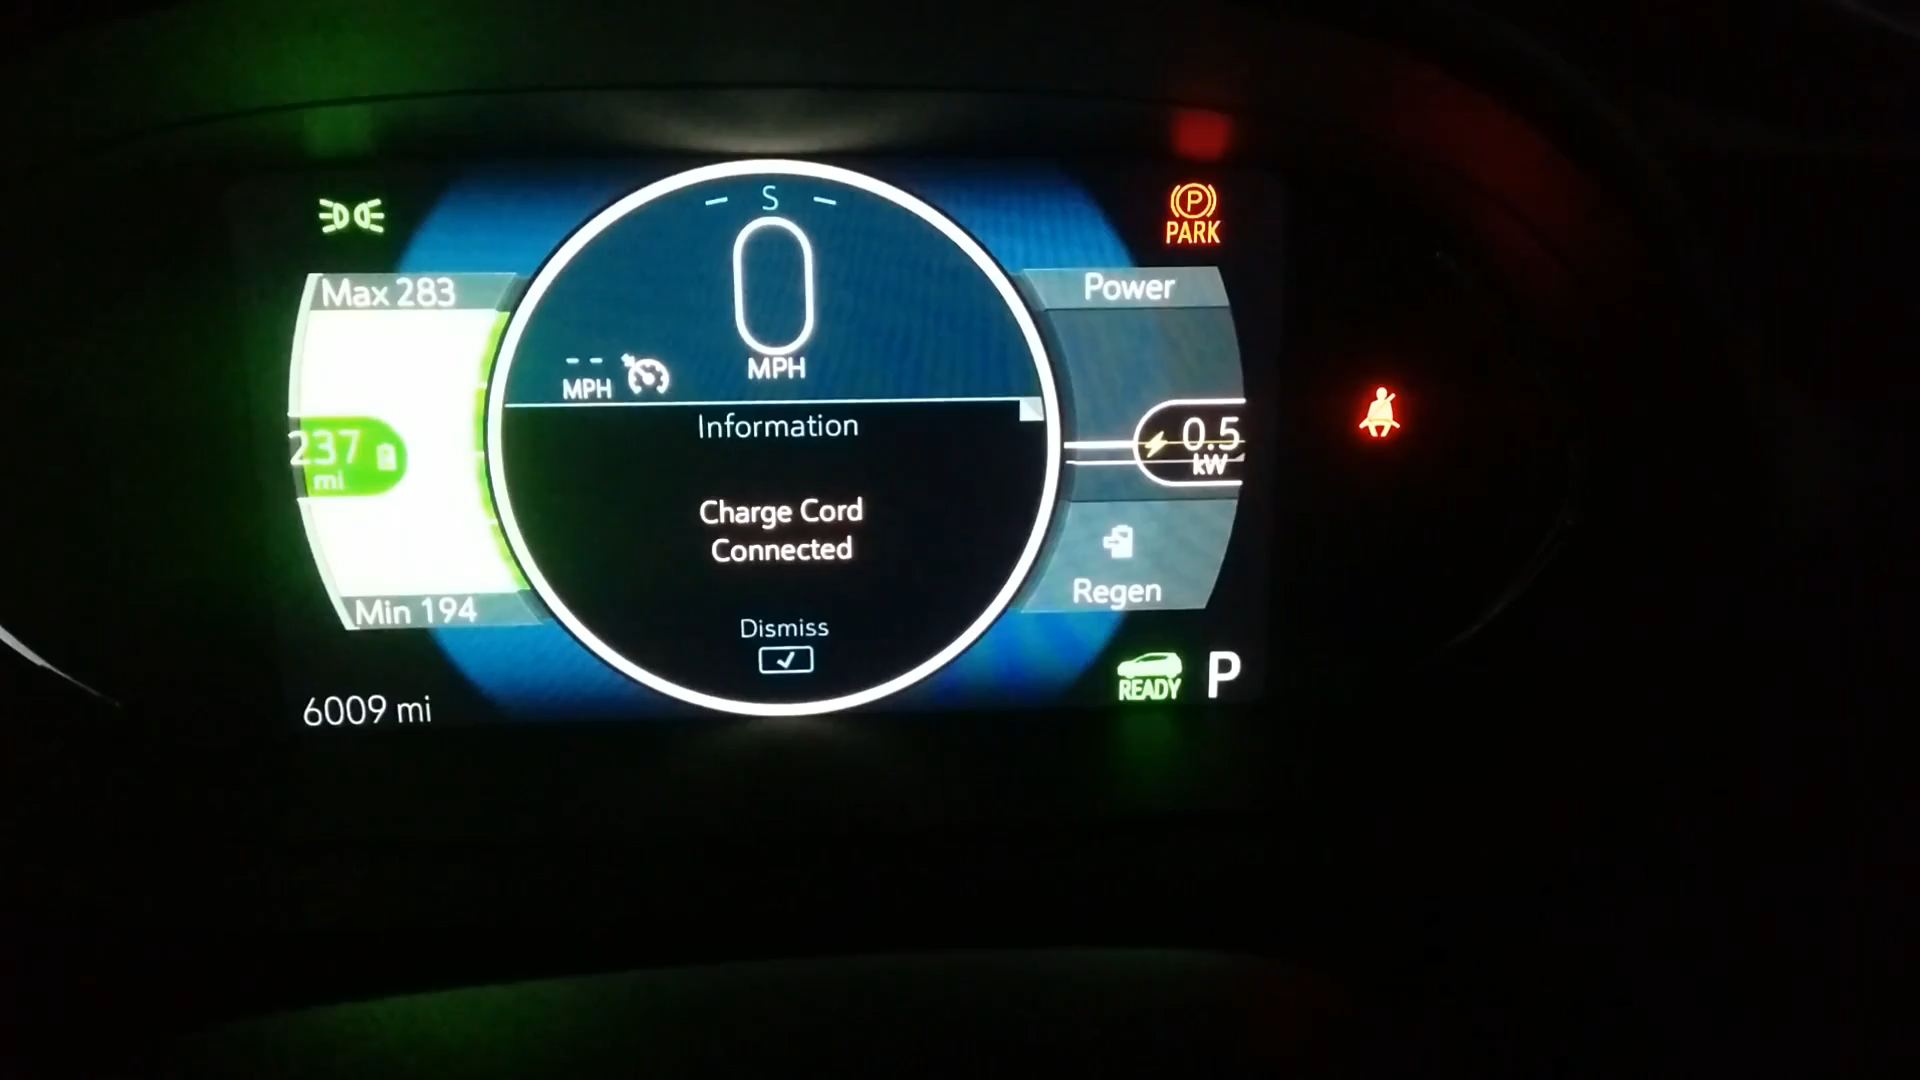 – S –
PARK
Max 283
Power
0
MPH
-- MPH
Information
237
mi
0.5
kW
Charge Cord
Connected
Regen
Min 194
Dismiss
READY
P
6009 mi